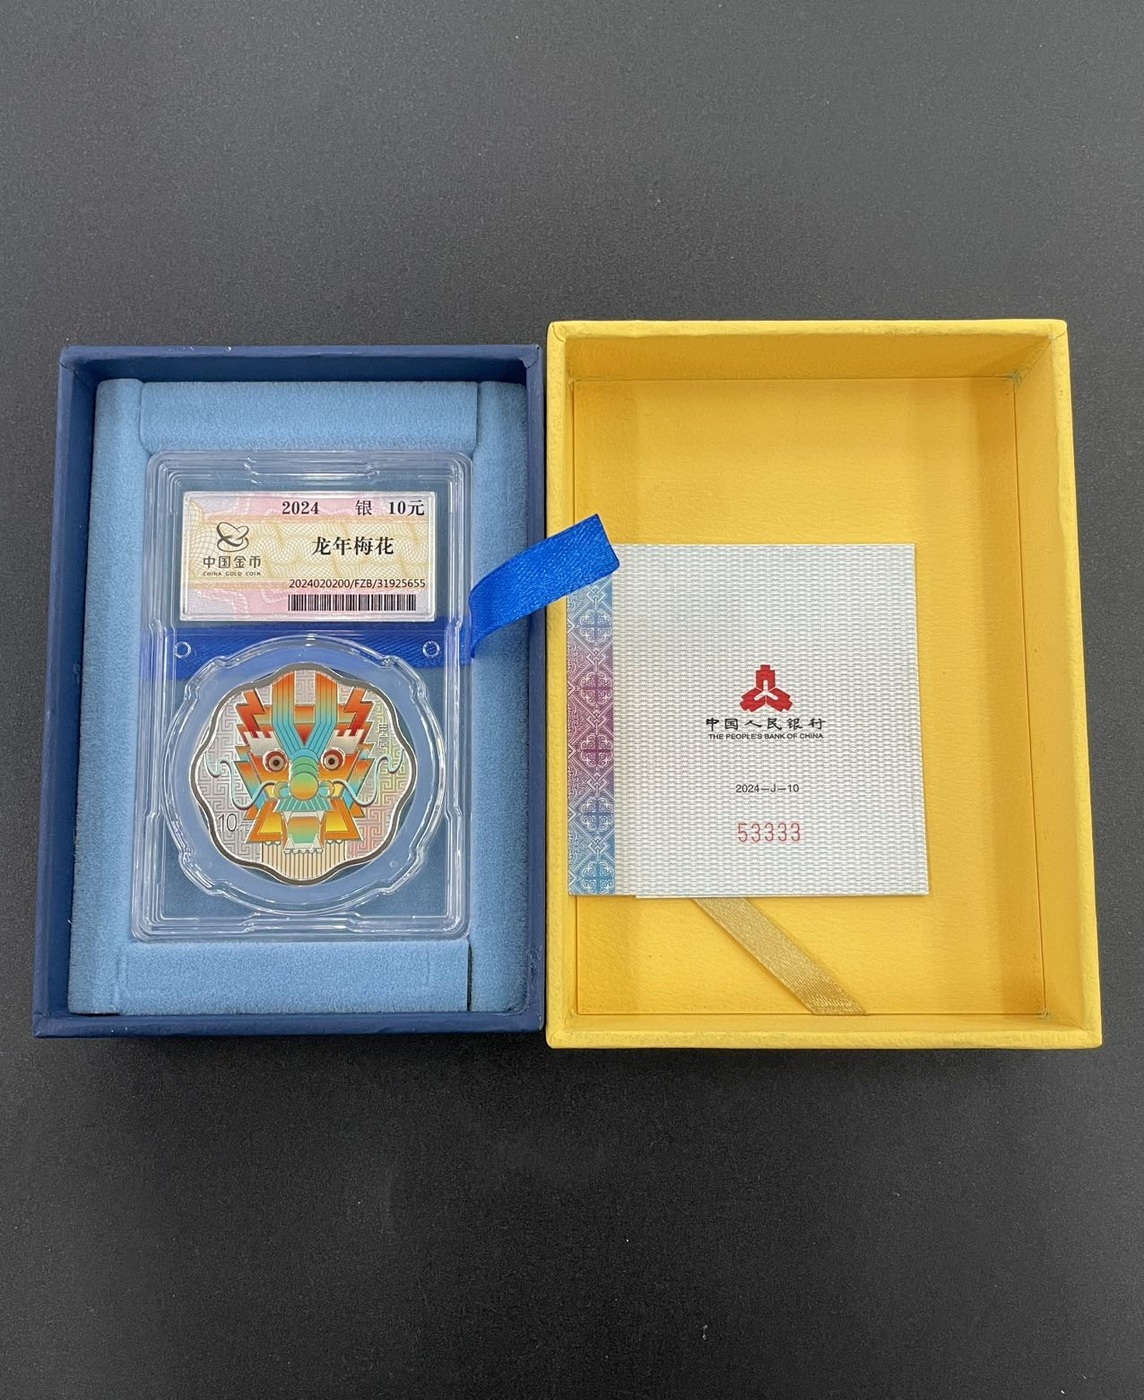 2024 银 10元
中国金币
CHINA GOLD COIN
龙年梅花
2024020200/FZB/31925655
10
中国人民银行
THE PEOPLE'S BANK OF CHINA
2024-J-10
53333